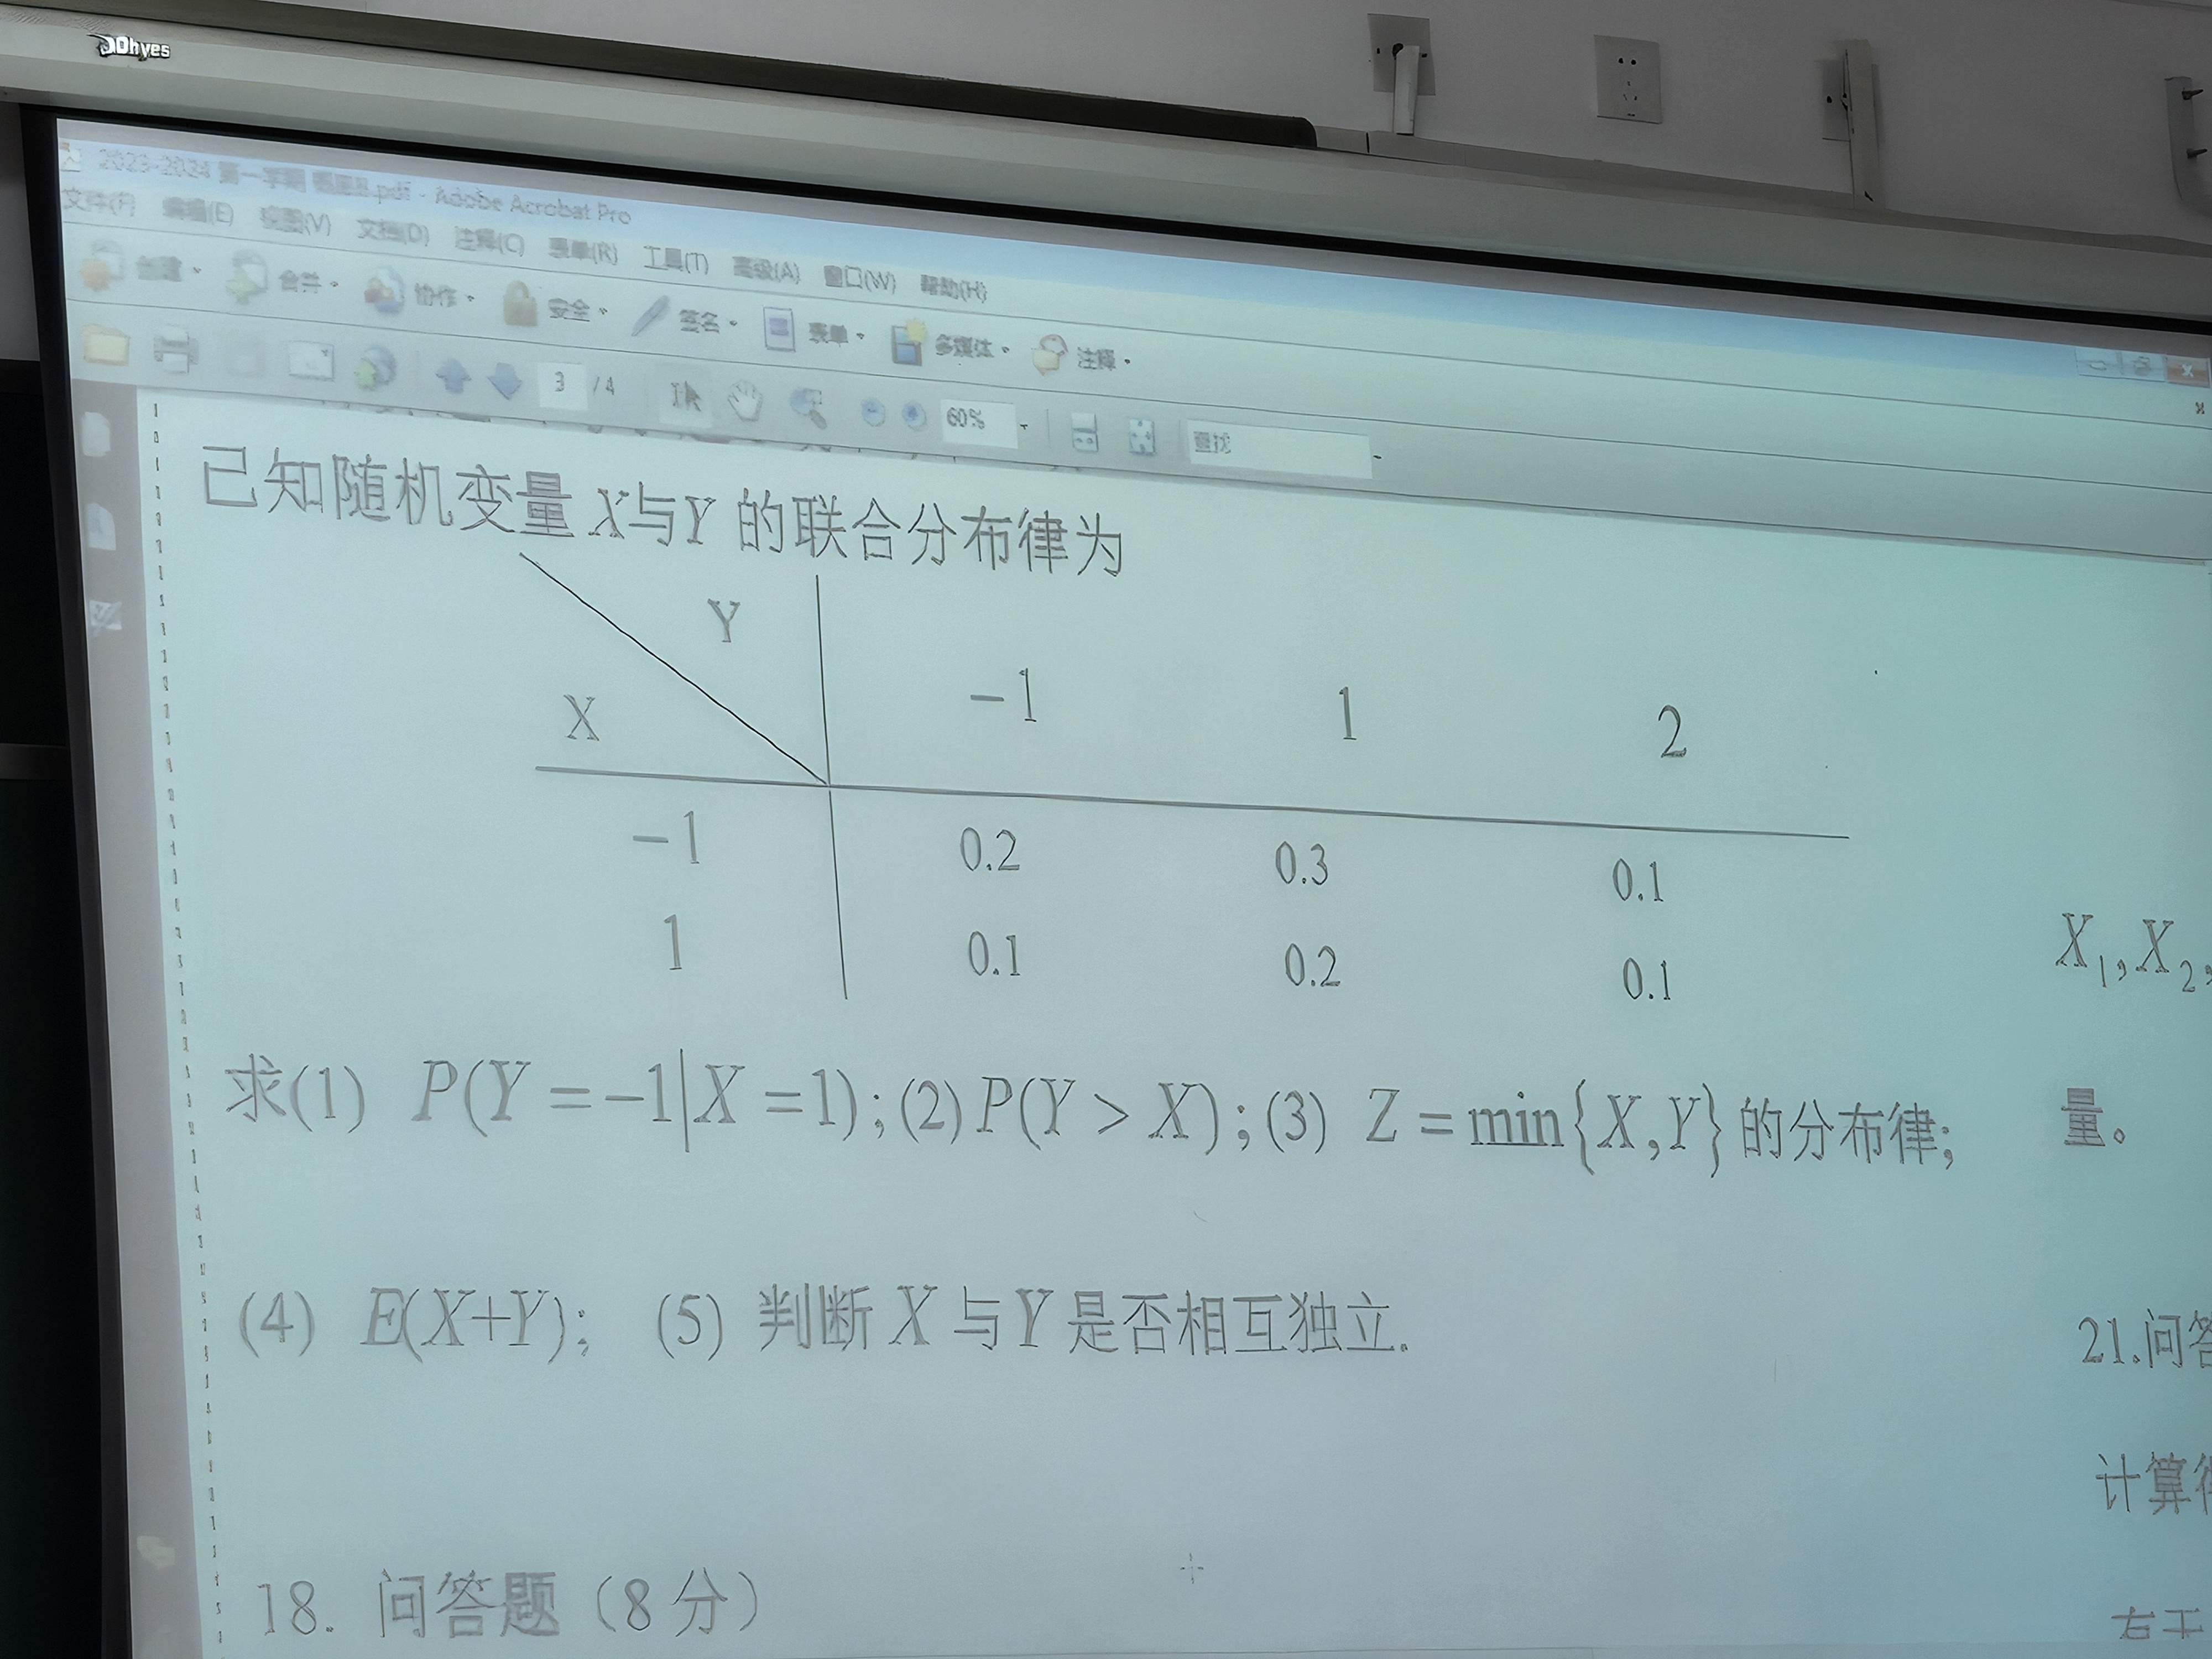 Ohyes
2023-2024 第一学期 .pdf - Adobe Acrobat Pro
文件(F) 编辑(E) 视图(V) 文档(D) 注释(C) 表单(R) 工具(T) 高级(A) 窗口(W) 帮助(H)
创建 合并 协作 安全 签名 表单 多媒体 注释
3 / 4 60% 查找
已知随机变量 X与Y 的联合分布律为
Y
X −1 1 2
−1 0.2 0.3 0.1
1 0.1 0.2 0.1
X₁,X₂,
求(1) P(Y=−1|X=1);(2)P(Y>X);(3) Z=min{X,Y}的分布律;
量。
(4) E(X+Y); (5) 判断 X 与 Y 是否相互独立.
21.问答
计算得
18. 问答题（8 分）